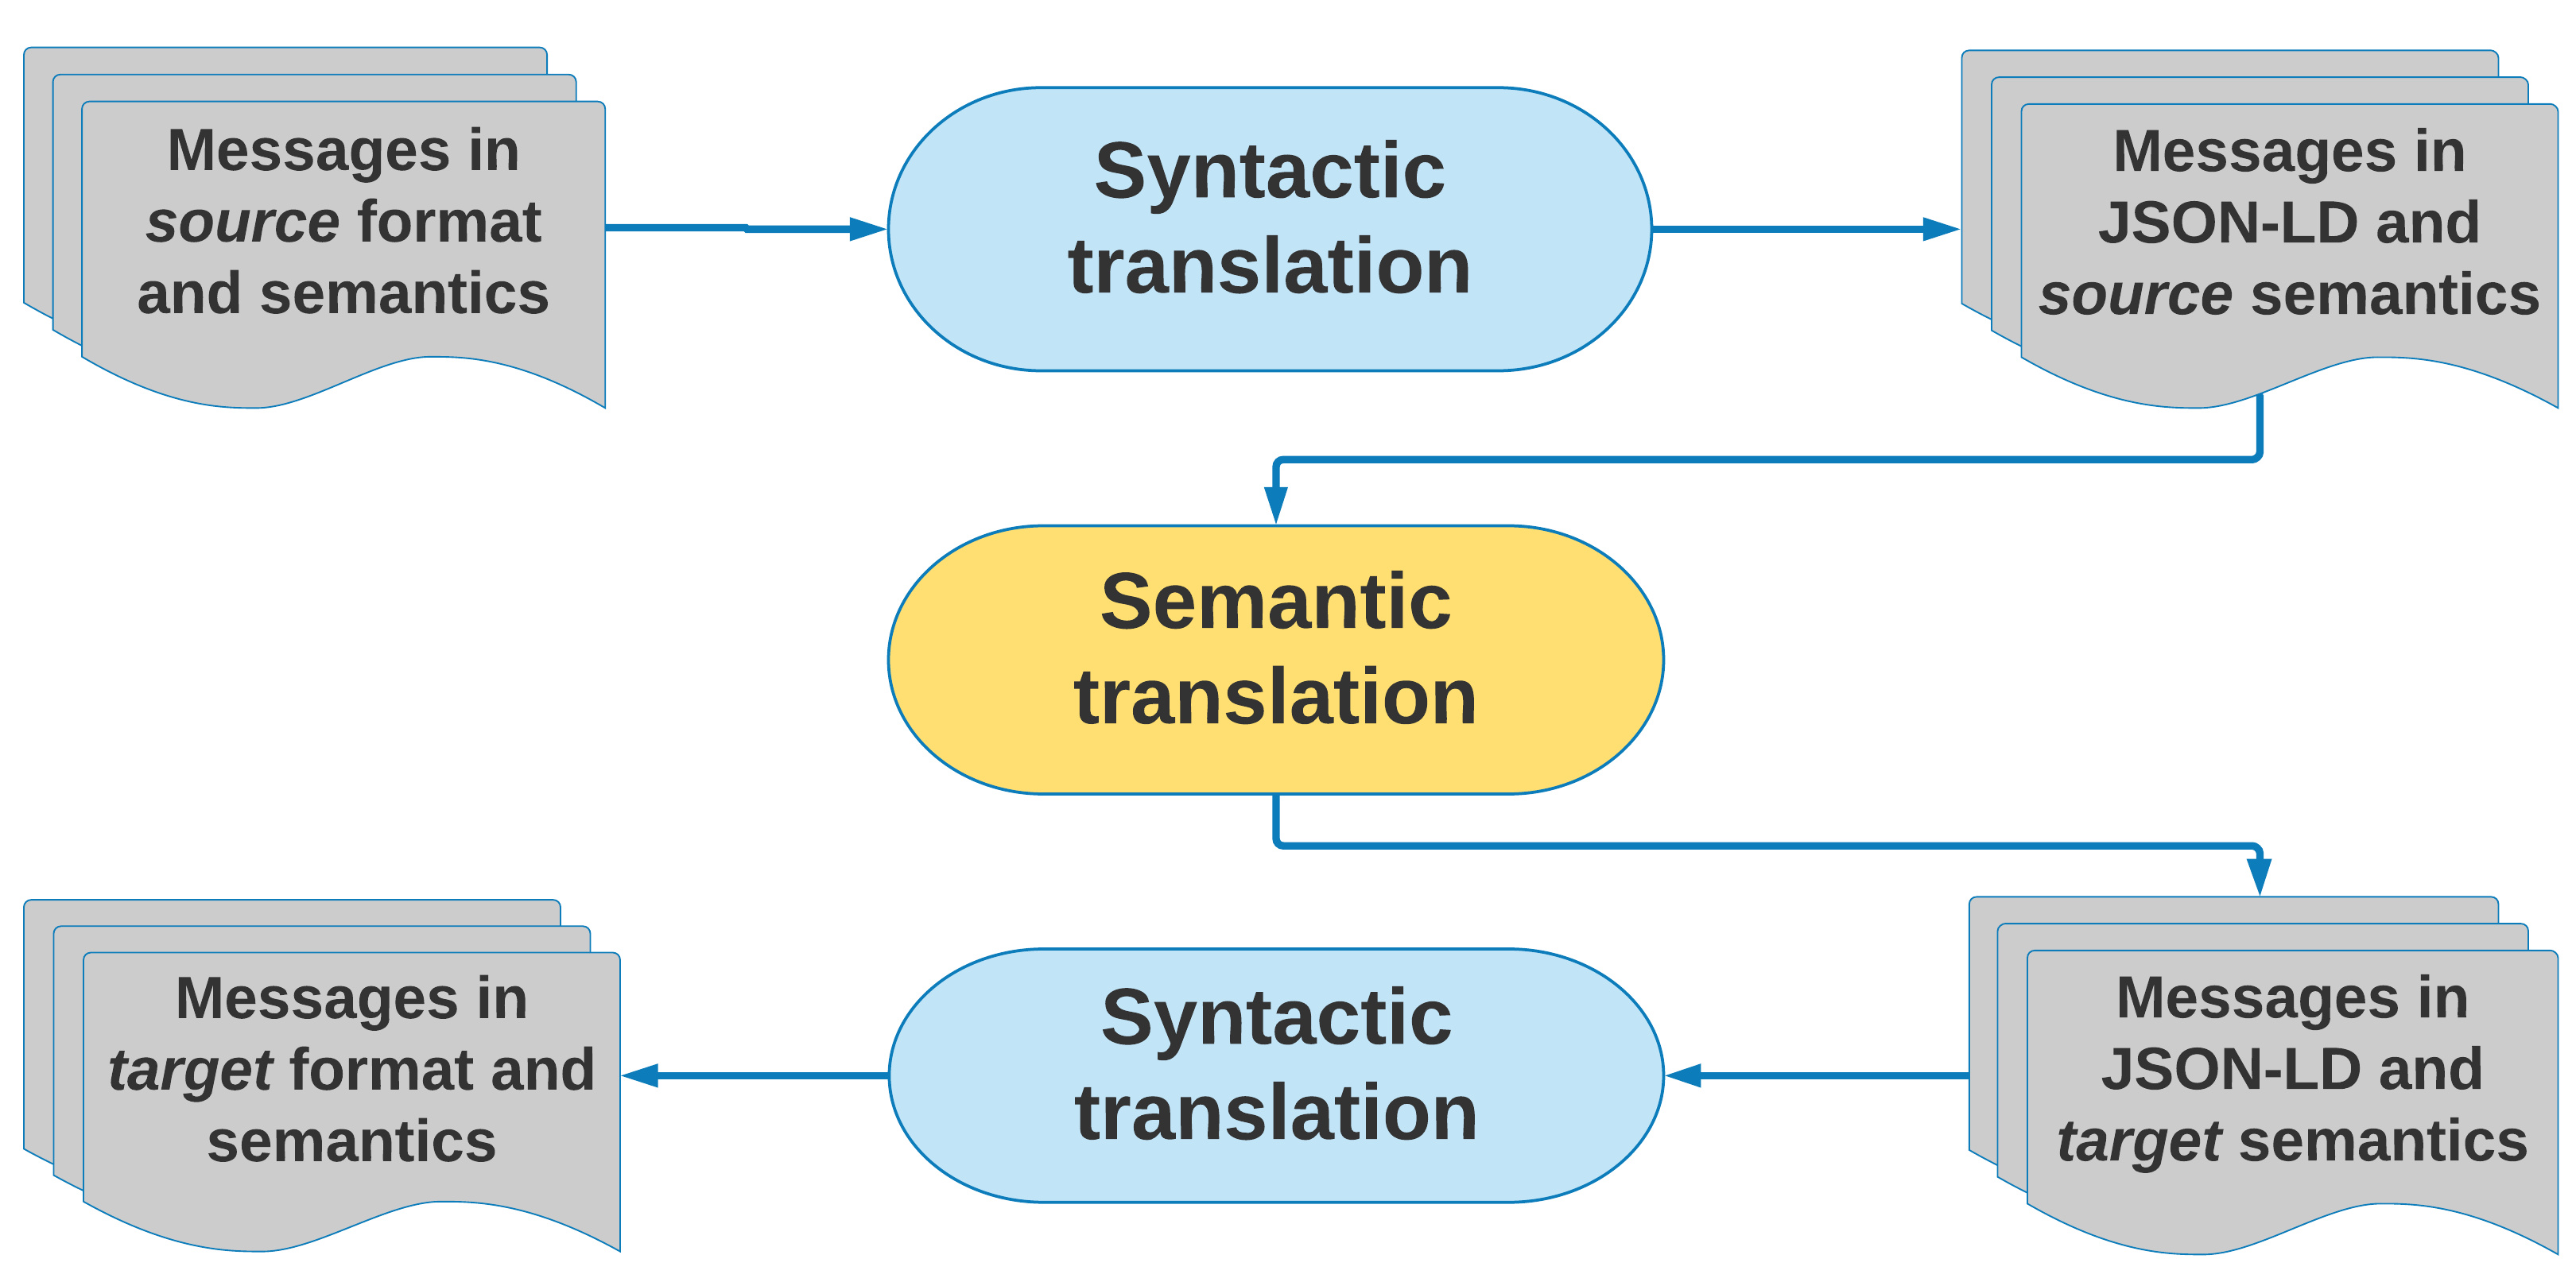 Messages in
source format
and semantics
Syntactic
translation
Messages in
JSON-LD and
source semantics
Semantic
translation
Messages in
JSON-LD and
target semantics
Syntactic
translation
Messages in
target format and
semantics